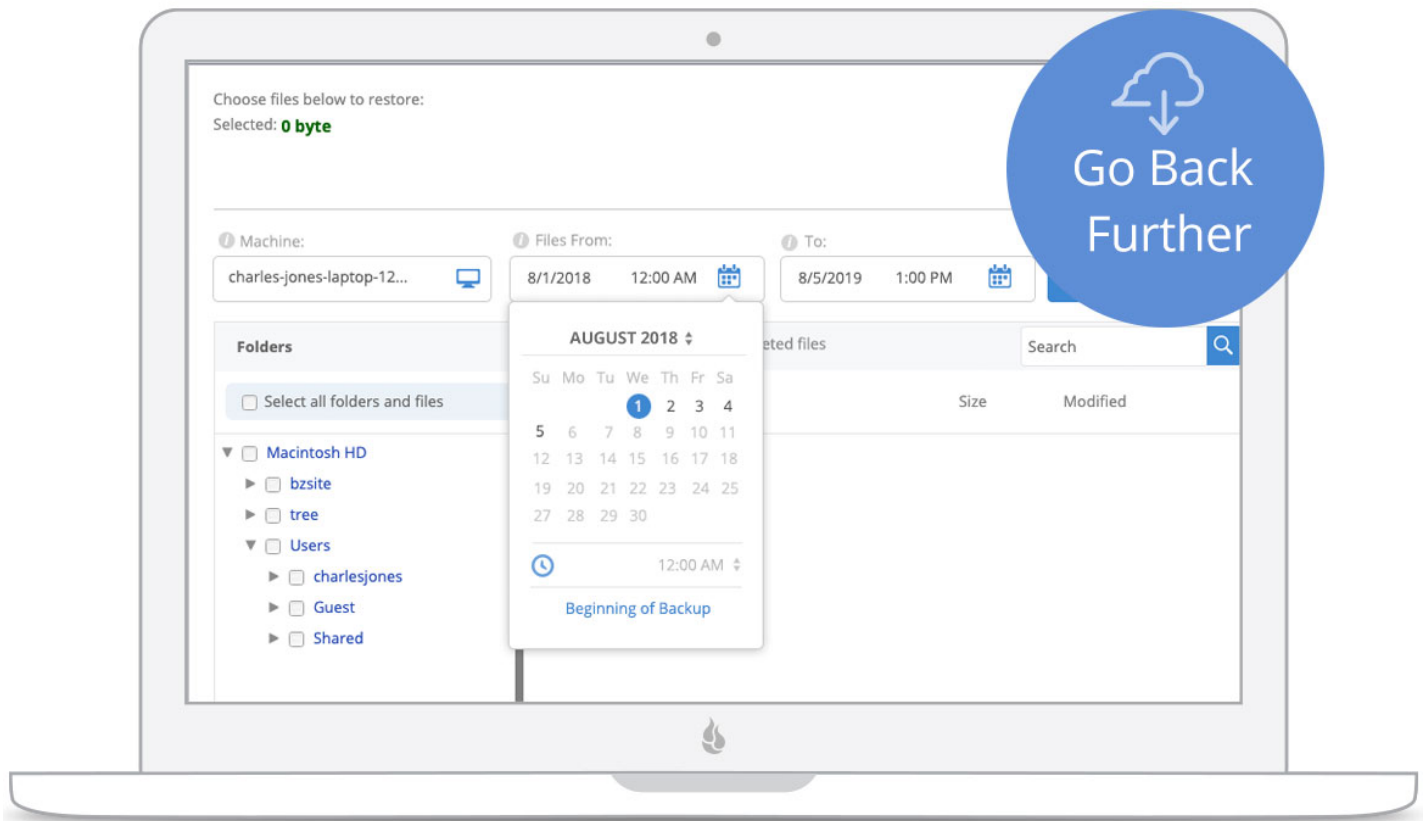 Go Back
Further
Choose files below to restore:
Selected: 0 byte
Machine:
Files From:
To:
charles-jones-laptop-12...
8/1/2018 12:00 AM
8/5/2019 1:00 PM
Folders
eted files
Search
Select all folders and files
Size Modified
Macintosh HD
bzsite
tree
Users
charlesjones
Guest
Shared
AUGUST 2018
Su Mo Tu We Th Fr Sa
1 2 3 4
5 6 7 8 9 10 11
12 13 14 15 16 17 18
19 20 21 22 23 24 25
27 28 29 30
12:00 AM
Beginning of Backup